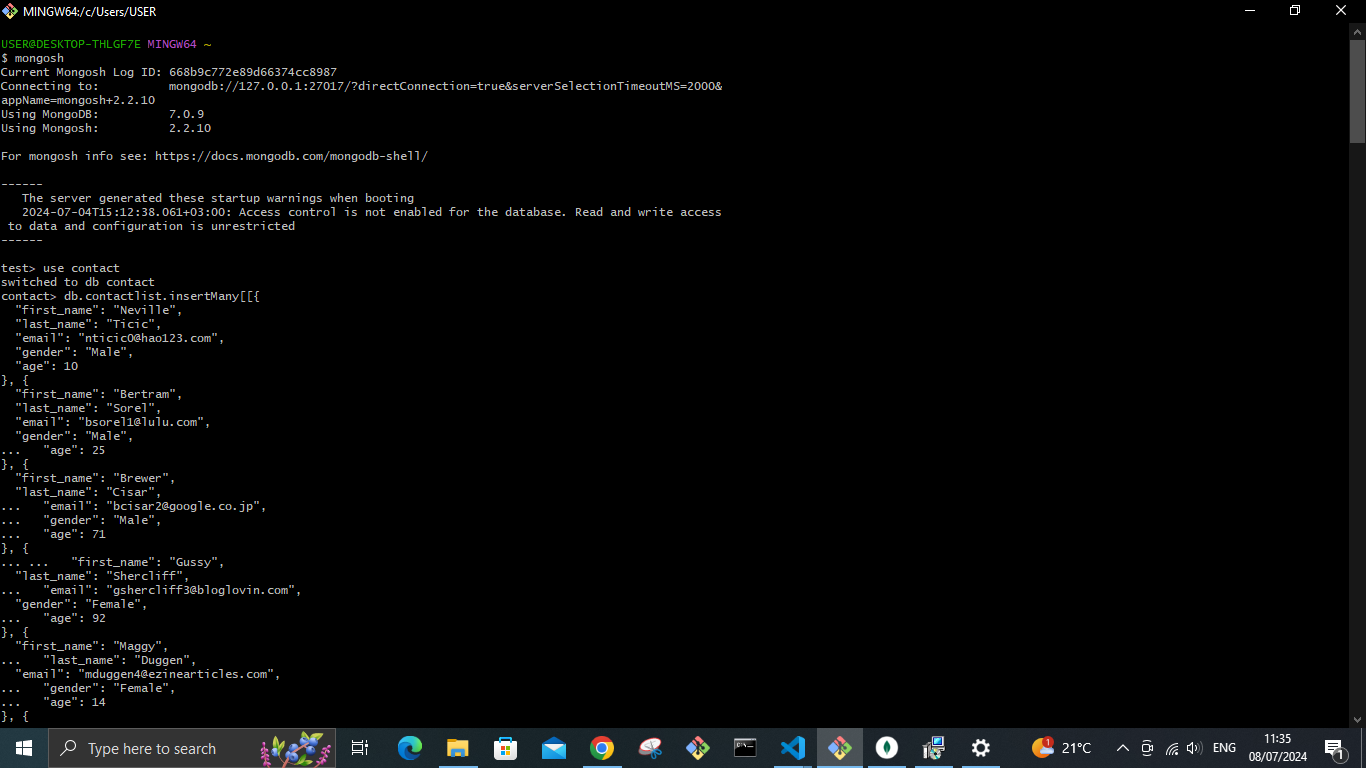 MINGW64:/c/Users/USER
USER@DESKTOP-THLGF7E MINGW64 ~
$ mongosh
Current Mongosh Log ID: 668b9c772e89d66374cc8987
Connecting to:          mongodb://127.0.0.1:27017/?directConnection=true&serverSelectionTimeoutMS=2000&
appName=mongosh+2.2.10
Using MongoDB:          7.0.9
Using Mongosh:          2.2.10
For mongosh info see: https://docs.mongodb.com/mongodb-shell/
------
   The server generated these startup warnings when booting
   2024-07-04T15:12:38.061+03:00: Access control is not enabled for the database. Read and write access
 to data and configuration is unrestricted
------
test> use contact
switched to db contact
contact> db.contactlist.insertMany[[{
  "first_name": "Neville",
  "last_name": "Ticic",
  "email": "nticic0@hao123.com",
  "gender": "Male",
  "age": 10
}, {
  "first_name": "Bertram",
  "last_name": "Sorel",
  "email": "bsorel1@lulu.com",
  "gender": "Male",
...   "age": 25
}, {
  "first_name": "Brewer",
  "last_name": "Cisar",
...   "email": "bcisar2@google.co.jp",
...   "gender": "Male",
...   "age": 71
}, {
... ...   "first_name": "Gussy",
  "last_name": "Shercliff",
...   "email": "gshercliff3@bloglovin.com",
  "gender": "Female",
...   "age": 92
}, {
  "first_name": "Maggy",
...   "last_name": "Duggen",
  "email": "mduggen4@ezinearticles.com",
...   "gender": "Female",
...   "age": 14
}, {
Type here to search
1
21°C
ENG
11:35
08/07/2024
1